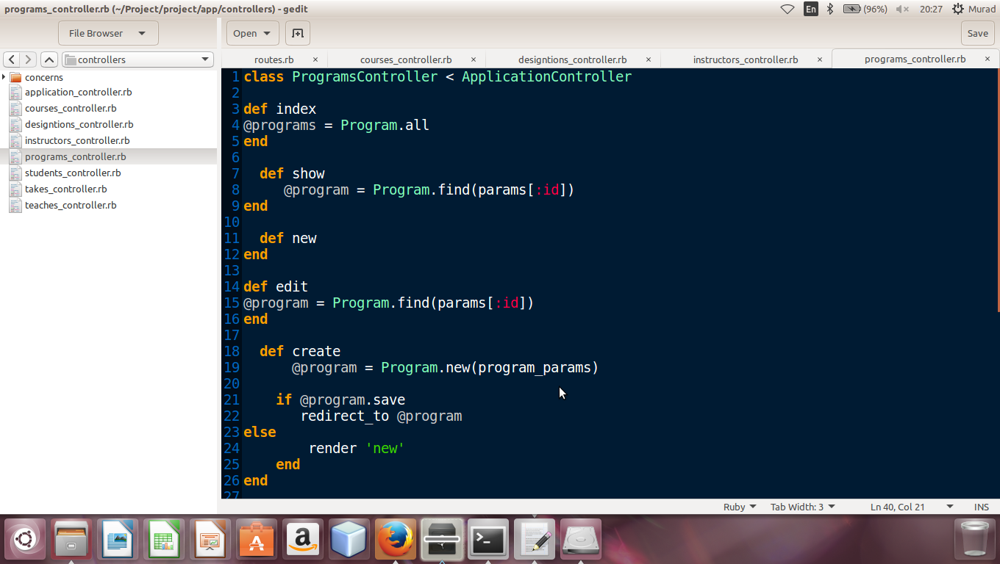 programs_controller.rb (~/Project/project/app/controllers) - gedit
En
(96%)
20:27
Murad
File Browser
Open
Save
controllers
routes.rb ×
courses_controller.rb ×
designtions_controller.rb ×
instructors_controller.rb ×
programs_controller.rb ×
concerns
application_controller.rb
courses_controller.rb
designtions_controller.rb
instructors_controller.rb
programs_controller.rb
students_controller.rb
takes_controller.rb
teaches_controller.rb
1 class ProgramsController < ApplicationController
2
3 def index
4 @programs = Program.all
5 end
6
7   def show
8      @program = Program.find(params[:id])
9 end
10
11   def new
12 end
13
14 def edit
15 @program = Program.find(params[:id])
16 end
17
18   def create
19       @program = Program.new(program_params)
20
21     if @program.save
22        redirect_to @program
23 else
24         render 'new'
25     end
26 end
27
Ruby
Tab Width: 3
Ln 40, Col 21
INS